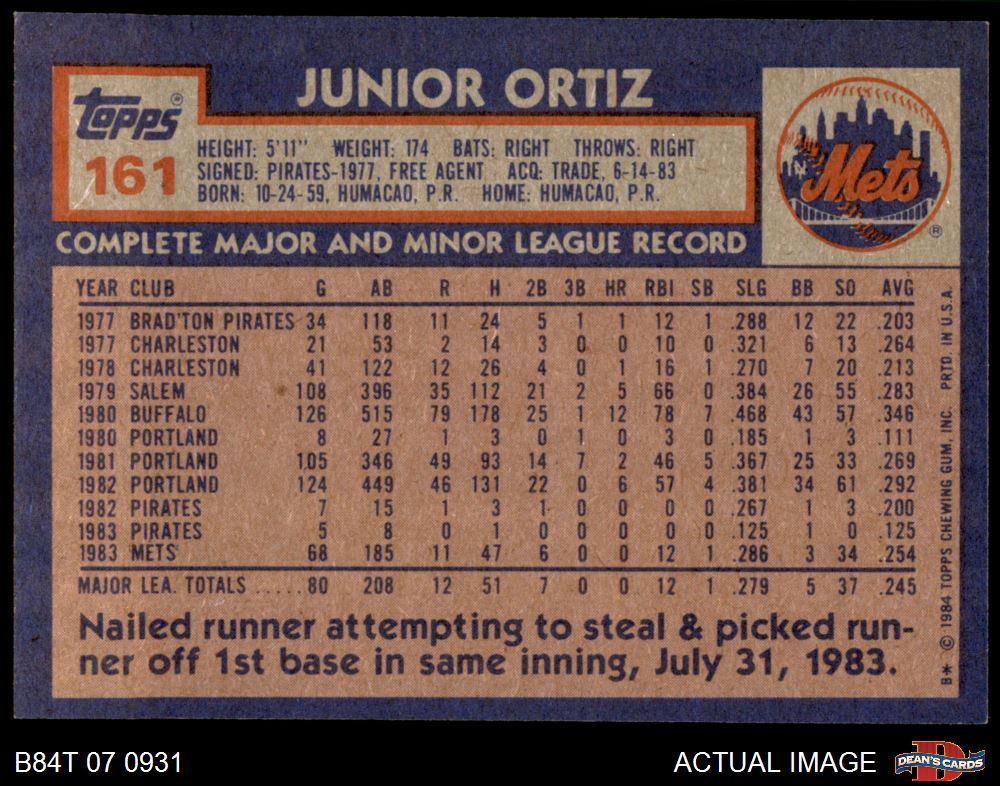 JUNIOR ORTIZ
Topps®
161
HEIGHT: 5'11" WEIGHT: 174 BATS: RIGHT THROWS: RIGHT
SIGNED: PIRATES-1977, FREE AGENT ACQ: TRADE, 6-14-83
BORN: 10-24-59, HUMACAO, P.R. HOME: HUMACAO, P.R.
NY
Mets
®
COMPLETE MAJOR AND MINOR LEAGUE RECORD
YEAR CLUB G AB R H 2B 3B HR RBI SB SLG BB SO AVG
1977 BRAD'TON PIRATES 34 118 11 24 5 1 1 12 1 .288 12 22 .203
1977 CHARLESTON 21 53 2 14 3 0 0 10 0 .321 6 13 .264
1978 CHARLESTON 41 122 12 26 4 0 1 16 1 .270 7 20 .213
1979 SALEM 108 396 35 112 21 2 5 66 0 .384 26 55 .283
1980 BUFFALO 126 515 79 178 25 1 12 78 7 .468 43 57 .346
1980 PORTLAND 8 27 1 3 0 1 0 3 0 .185 1 3 .111
1981 PORTLAND 105 346 49 93 14 7 2 46 5 .367 25 33 .269
1982 PORTLAND 124 449 46 131 22 0 6 57 4 .381 34 61 .292
1982 PIRATES 7 15 1 3 1 0 0 0 0 .267 1 3 .200
1983 PIRATES 5 8 0 1 0 0 0 0 0 .125 1 0 .125
1983 METS 68 185 11 47 6 0 0 12 1 .286 3 34 .254
MAJOR LEA. TOTALS .....80 208 12 51 7 0 0 12 1 .279 5 37 .245
Nailed runner attempting to steal & picked run-
ner off 1st base in same inning, July 31, 1983.
B* © 1984 TOPPS CHEWING GUM, INC. PRTD. IN U.S.A.
B84T 07 0931
ACTUAL IMAGE
D
DEAN'S CARDS